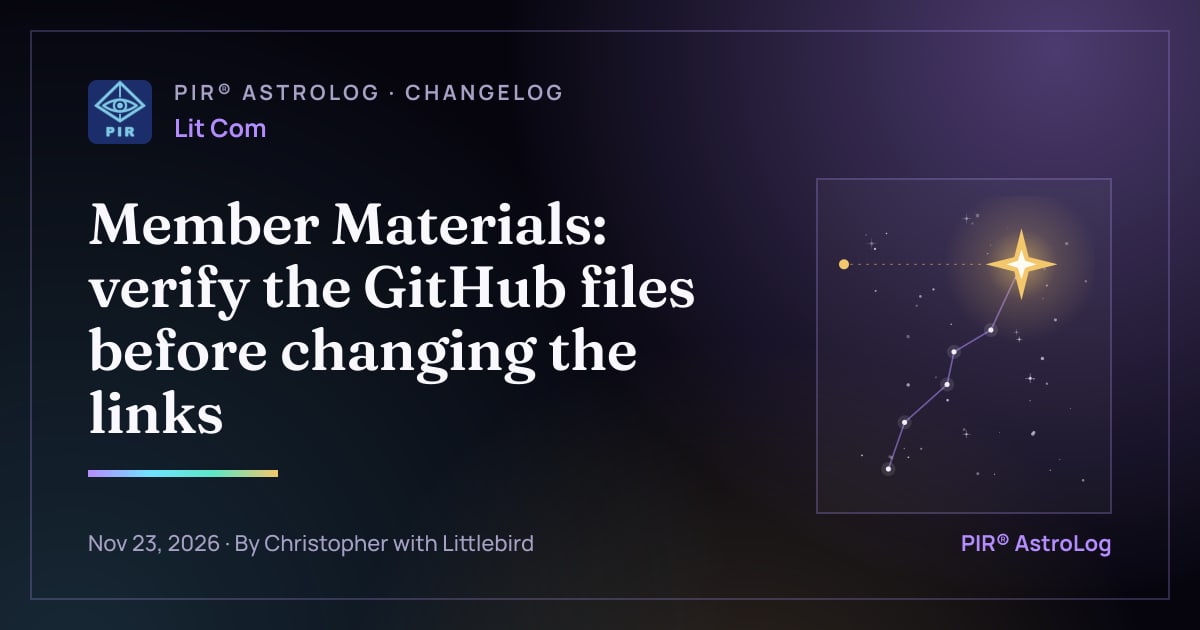 PIR
PIR® ASTROLOG · CHANGELOG
Lit Com
Member Materials:
verify the GitHub files
before changing the
links
Nov 23, 2026 · By Christopher with Littlebird
PIR® AstroLog